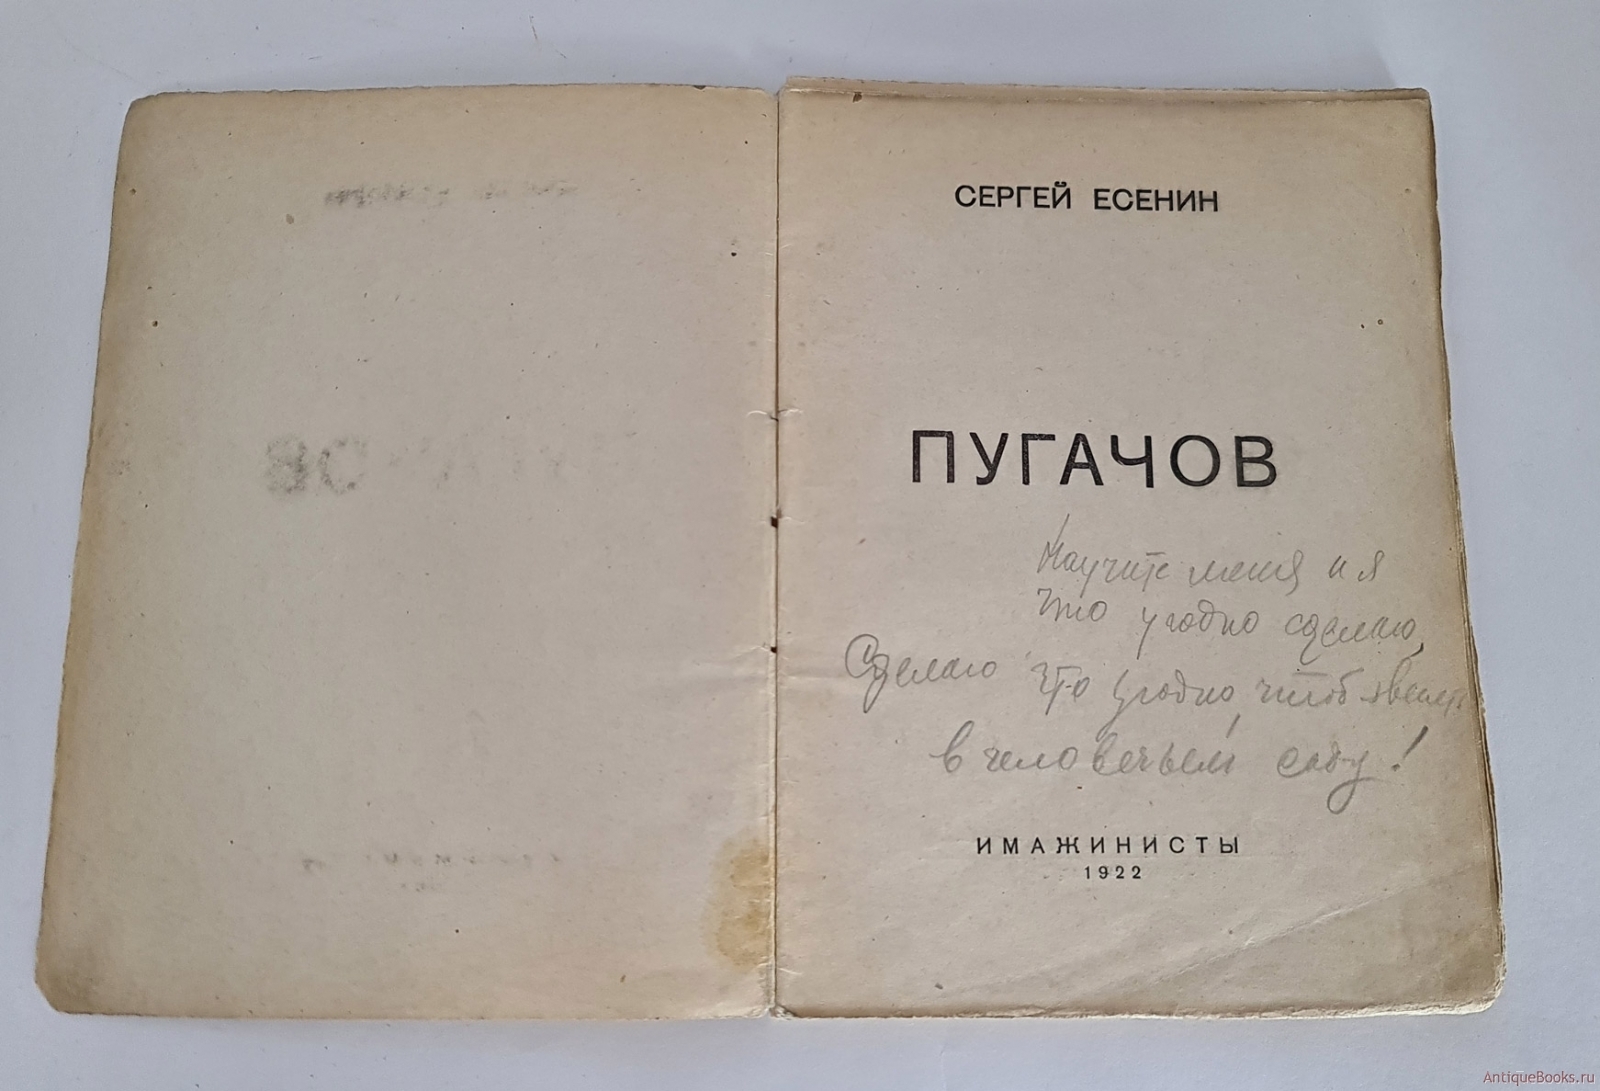 СЕРГЕЙ ЕСЕНИН
ПУГАЧОВ
Научите меня и я
Что угодно сделаю,
Сделаю что угодно чтоб звенеть
в человечьем саду!
ИМАЖИНИСТЫ
1922
AntiqueBooks.ru